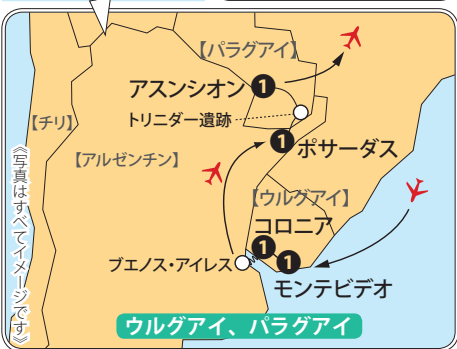 【パラグアイ】
アスンシオン 1
トリニダー遺跡
【チリ】
1 ポサーダス
【アルゼンチン】
【ウルグアイ】
コロニア
1
ブエノス・アイレス
1
モンテビデオ
ウルグアイ、パラグアイ
《写真はすべてイメージです》